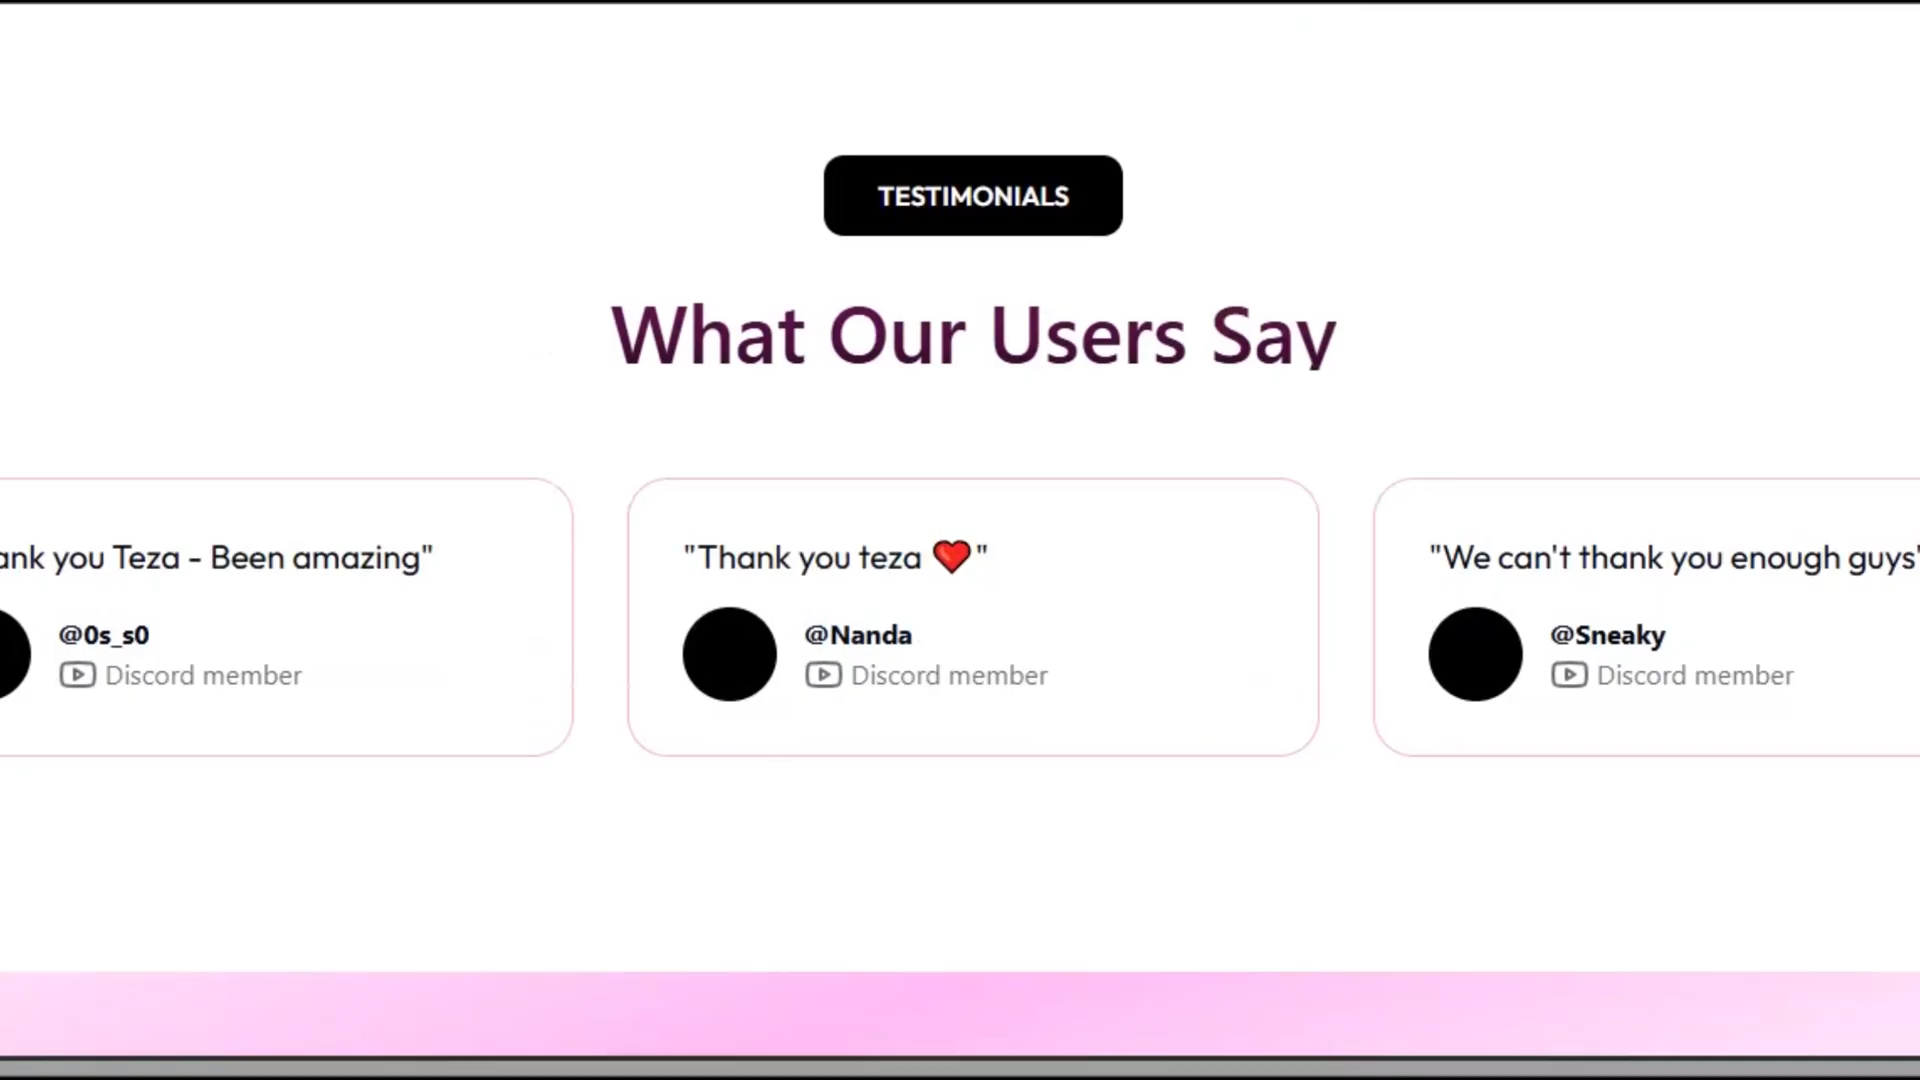 TESTIMONIALS
What Our Users Say
ank you Teza - Been amazing"
@0s_s0
Discord member
"Thank you teza ❤️"
@Nanda
Discord member
"We can't thank you enough guys"
@Sneaky
Discord member